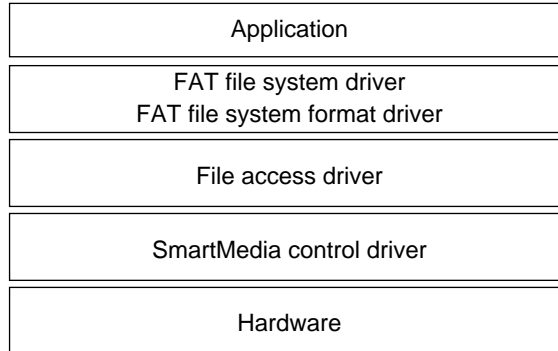 Application
FAT file system driver
FAT file system format driver
File access driver
SmartMedia control driver
Hardware